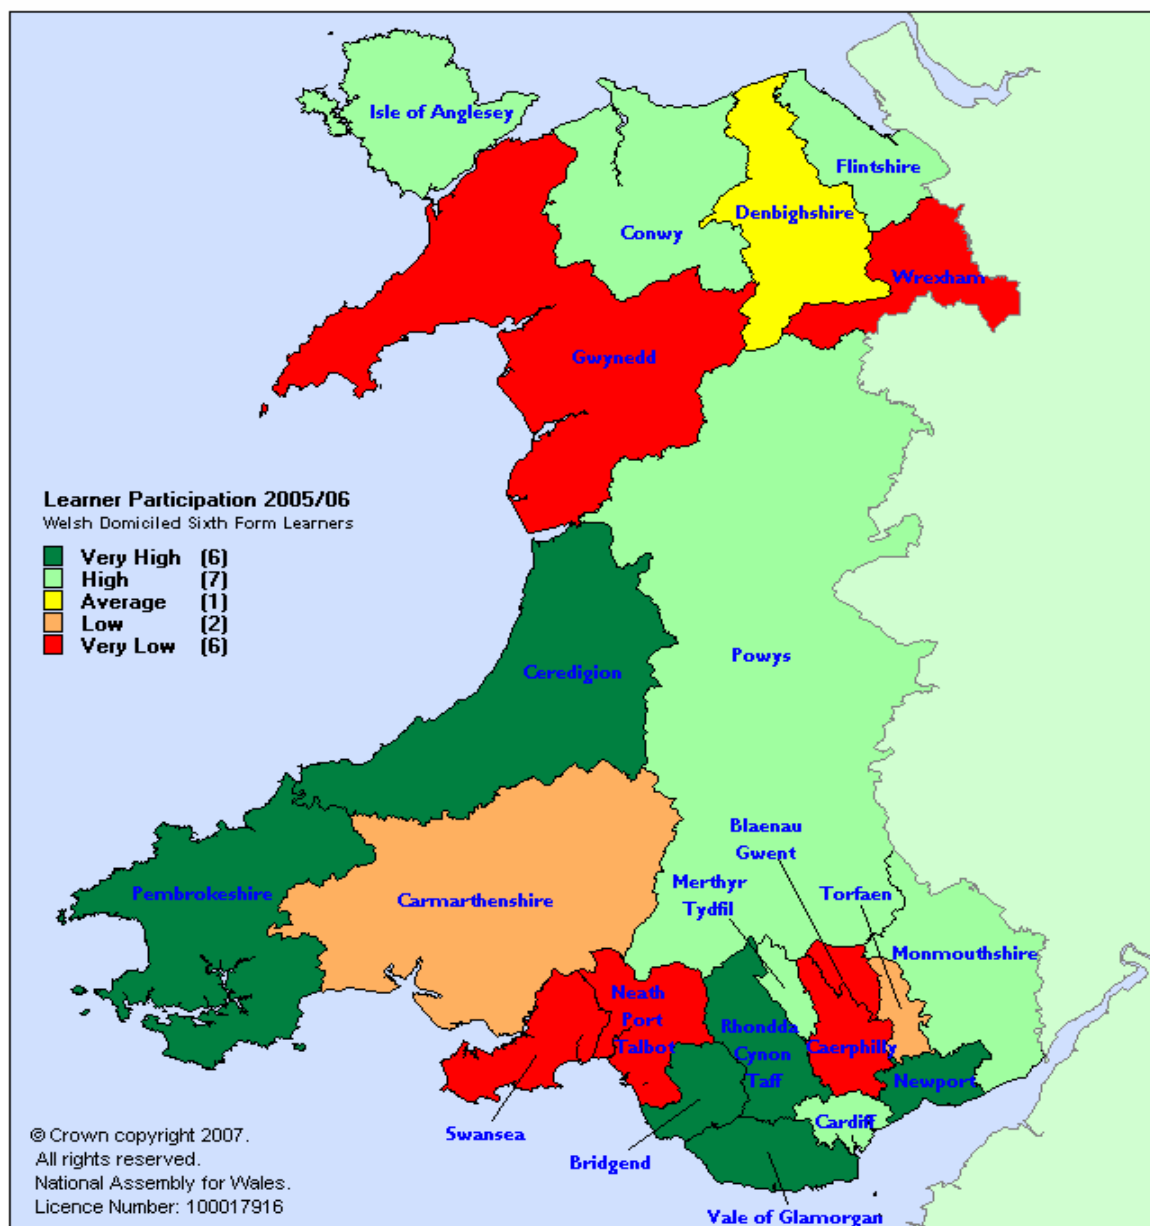 Isle of Anglesey
Flintshire
Denbighshire
Conwy
Wrexham
Gwynedd
Learner Participation 2005/06
Welsh Domiciled Sixth Form Learners
Very High (6)
High (7)
Average (1)
Low (2)
Very Low (6)
Powys
Ceredigion
Blaenau
Gwent
Merthyr
Tydfil
Torfaen
Pembrokeshire
Carmarthenshire
Monmouthshire
Neath
Port
Talbot
Rhondda
Cynon
Taff
Caerphilly
Newport
Cardiff
Swansea
Bridgend
Vale of Glamorgan
© Crown copyright 2007.
All rights reserved.
National Assembly for Wales.
Licence Number: 100017916